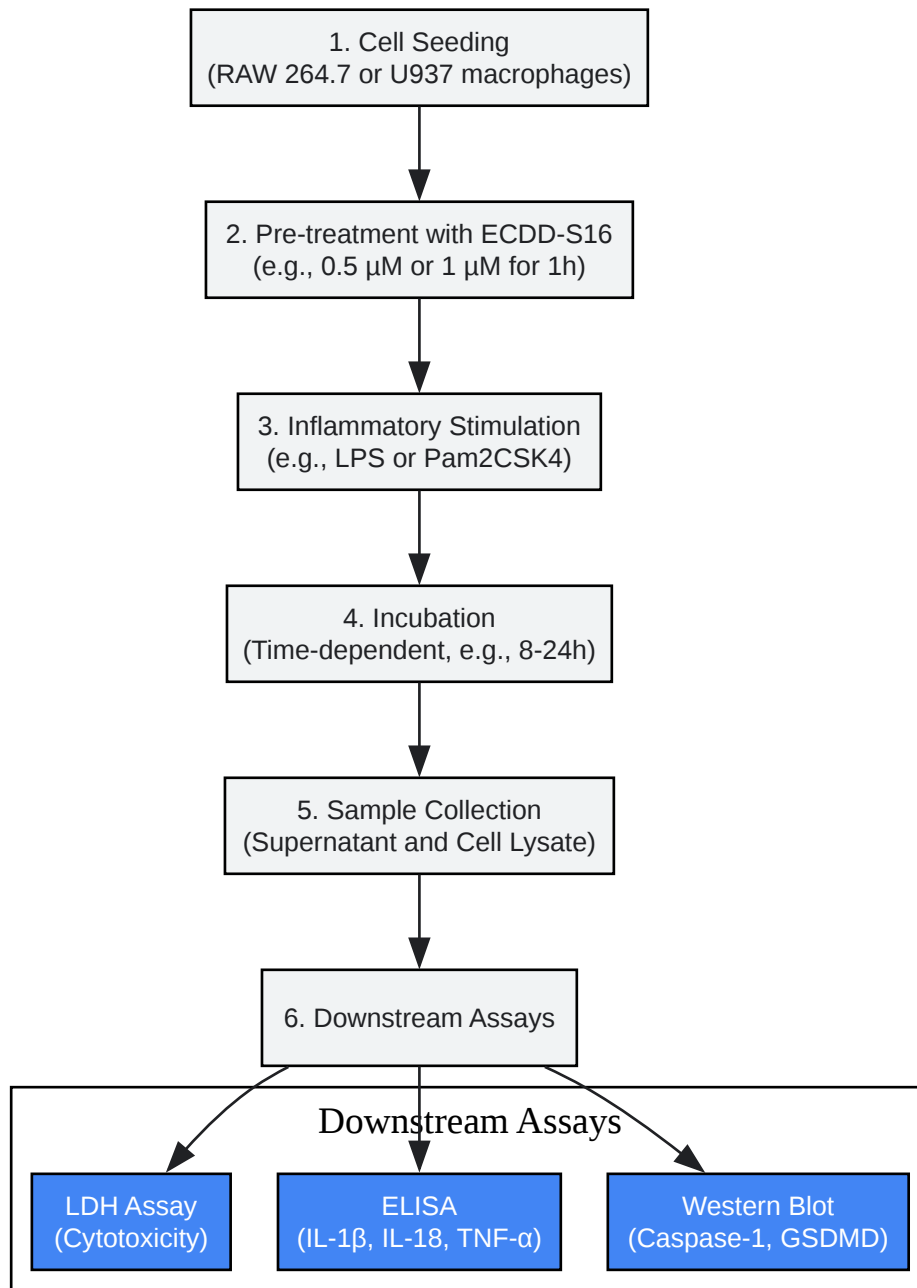 1. Cell Seeding
(RAW 264.7 or U937 macrophages)
2. Pre-treatment with ECDD-S16
(e.g., 0.5 µM or 1 µM for 1h)
3. Inflammatory Stimulation
(e.g., LPS or Pam2CSK4)
4. Incubation
(Time-dependent, e.g., 8-24h)
5. Sample Collection
(Supernatant and Cell Lysate)
6. Downstream Assays
Downstream Assays
LDH Assay
(Cytotoxicity)
ELISA
(IL-1β, IL-18, TNF-α)
Western Blot
(Caspase-1, GSDMD)